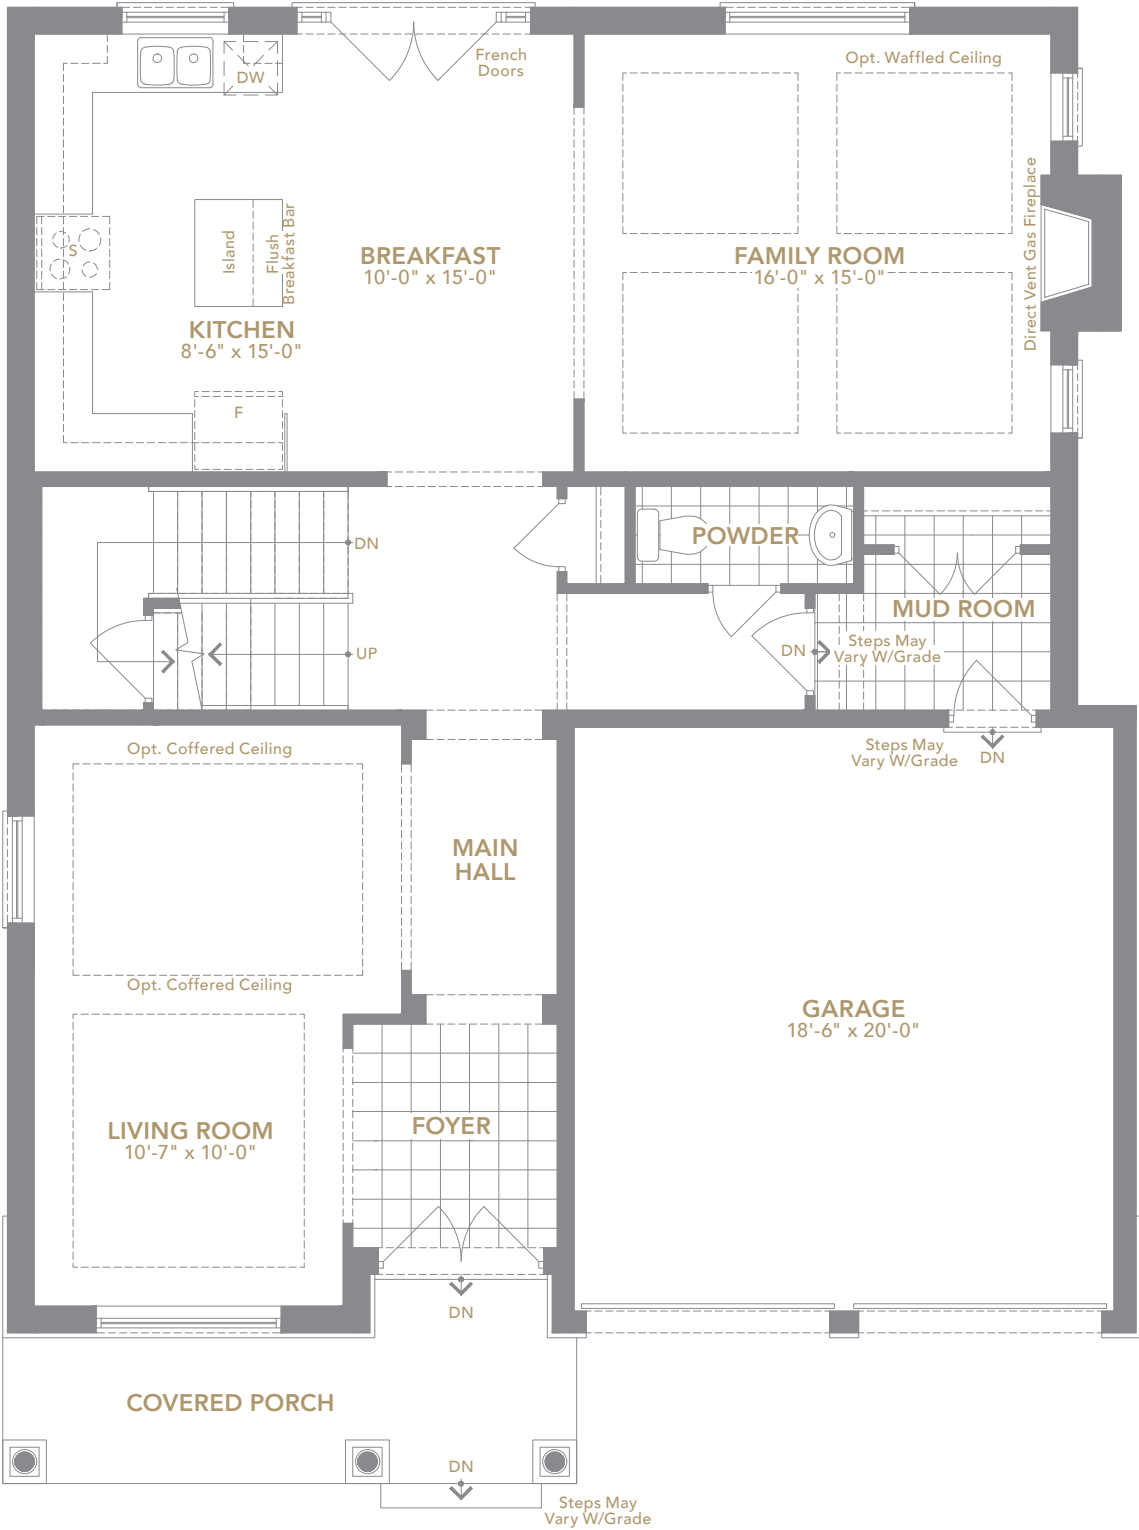 French
Doors
Opt. Waffled Ceiling
DW
Direct Vent Gas Fireplace
S
Island
Flush
Breakfast Bar
BREAKFAST
10'-0" x 15'-0"
FAMILY ROOM
16'-0" x 15'-0"
KITCHEN
8'-6" x 15'-0"
F
DN
POWDER
MUD ROOM
UP
DN
Steps May
Vary W/Grade
Opt. Coffered Ceiling
Steps May
Vary W/Grade
DN
MAIN
HALL
Opt. Coffered Ceiling
GARAGE
18'-6" x 20'-0"
LIVING ROOM
10'-7" x 10'-0"
FOYER
DN
COVERED PORCH
DN
Steps May
Vary W/Grade